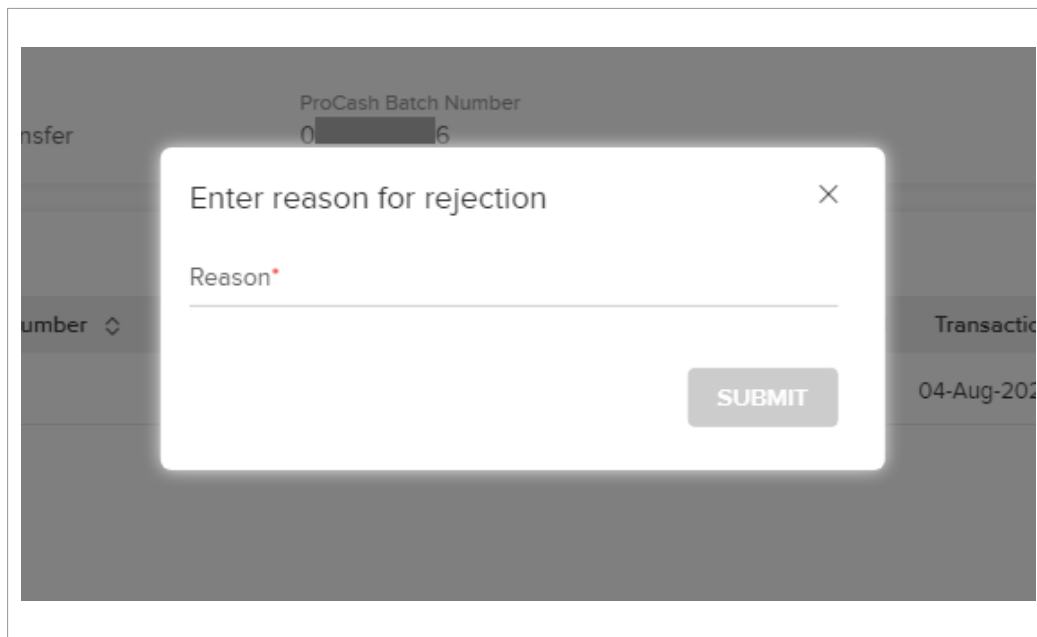 ProCash Batch Number
nsfer
0 6
Enter reason for rejection
Reason*
umber
Transactio
04-Aug-202
SUBMIT